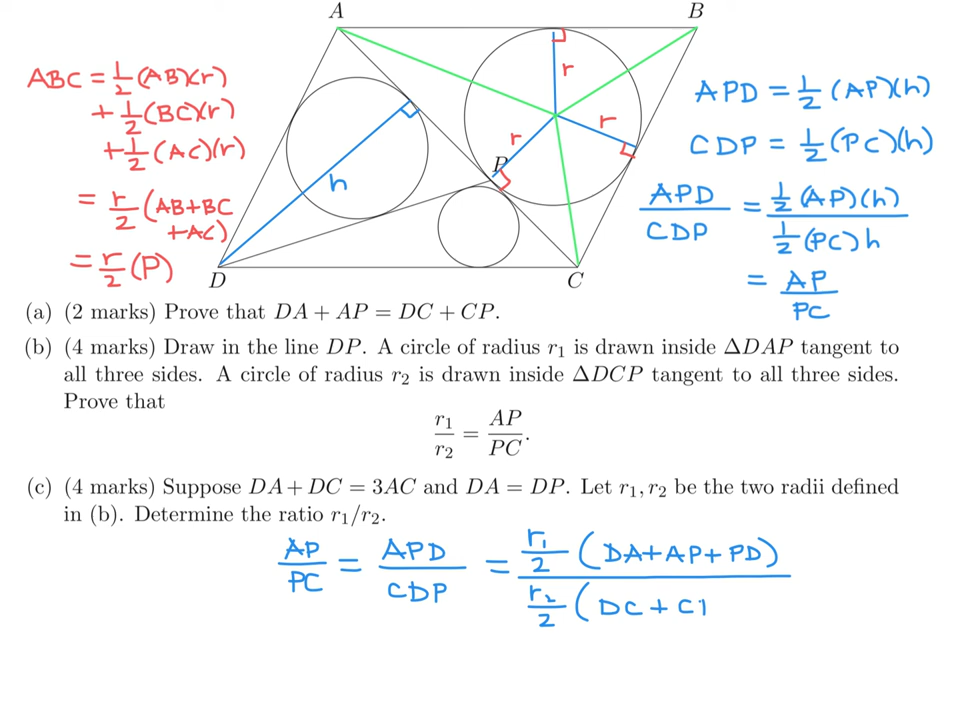 A
B
ABC = 1/2 (AB)(r)
+ 1/2 (BC)(r)
+ 1/2 (AC)(r)
= r/2 (AB+BC
+AC)
= r/2 (P)
h
r
r
r
P
D
C
APD = 1/2 (AP)(h)
CDP = 1/2 (PC)(h)
APD/CDP = 1/2 (AP)(h) / 1/2 (PC)h
= AP/PC
(a) (2 marks) Prove that DA + AP = DC + CP.
(b) (4 marks) Draw in the line DP. A circle of radius r₁ is drawn inside ΔDAP tangent to
all three sides. A circle of radius r₂ is drawn inside ΔDCP tangent to all three sides.
Prove that
r₁/r₂ = AP/PC.
(c) (4 marks) Suppose DA + DC = 3AC and DA = DP. Let r₁, r₂ be the two radii defined
in (b). Determine the ratio r₁/r₂.
AP/PC = APD/CDP = r₁/2 (DA+AP+PD) / r₂/2 (DC + C1